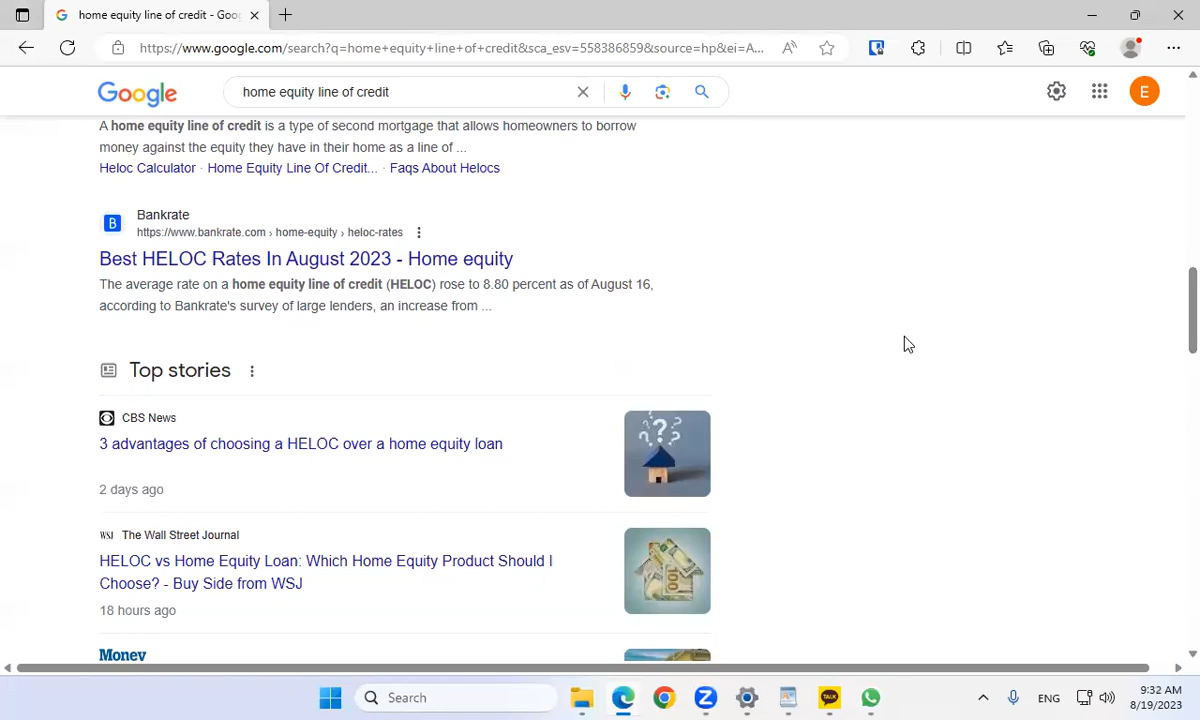 home equity line of credit - Goo
https://www.google.com/search?q=home+equity+line+of+credit&sca_esv=558386859&source=hp&ei=A...
Google
home equity line of credit
E
A home equity line of credit is a type of second mortgage that allows homeowners to borrow
money against the equity they have in their home as a line of ...
Heloc Calculator · Home Equity Line Of Credit... · Faqs About Helocs
B
Bankrate
https://www.bankrate.com › home-equity › heloc-rates
Best HELOC Rates In August 2023 - Home equity
The average rate on a home equity line of credit (HELOC) rose to 8.80 percent as of August 16,
according to Bankrate's survey of large lenders, an increase from ...
Top stories
CBS News
3 advantages of choosing a HELOC over a home equity loan
2 days ago
WSJ The Wall Street Journal
HELOC vs Home Equity Loan: Which Home Equity Product Should I
Choose? - Buy Side from WSJ
18 hours ago
100
Money
Search
TALK
ENG
9:32 AM
8/19/2023